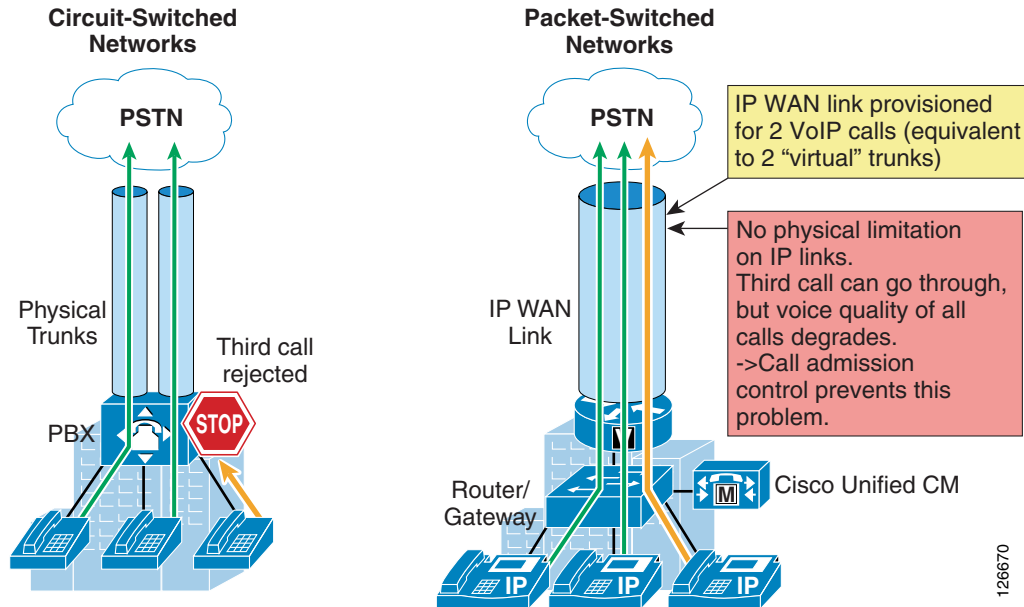 Circuit-Switched
Networks
PSTN
Physical
Trunks
Third call
rejected
STOP
PBX
Packet-Switched
Networks
PSTN
IP WAN link provisioned
for 2 VoIP calls (equivalent
to 2 “virtual” trunks)
No physical limitation
on IP links.
Third call can go through,
but voice quality of all
calls degrades.
->Call admission
control prevents this
problem.
IP WAN
Link
V
Router/
Gateway
M
Cisco Unified CM
IP
IP
IP
126670